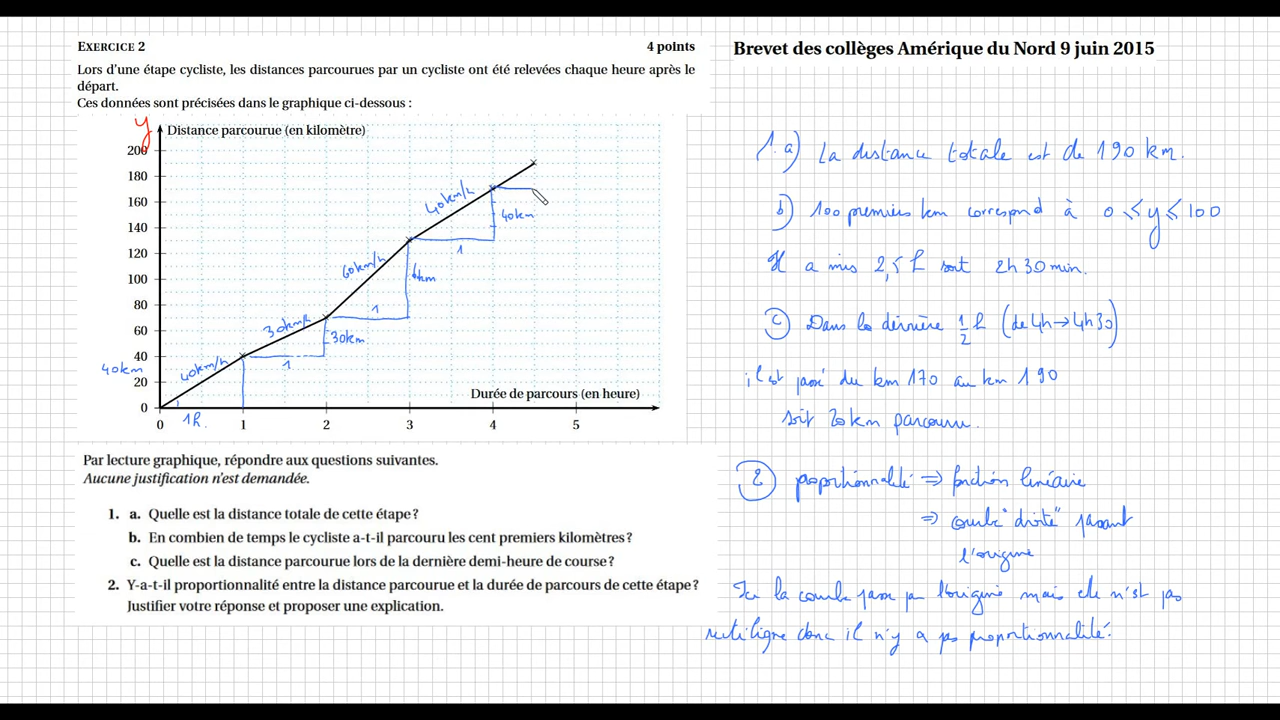 EXERCICE 2 4 points
Lors d'une étape cycliste, les distances parcourues par un cycliste ont été relevées chaque heure après le
départ.
Ces données sont précisées dans le graphique ci-dessous :
y
Distance parcourue (en kilomètre)
200
180
160
140
120
100
80
60
40
20
0
40 km
40km/h
30km/h
60km/h
40km/h
1h
1
30km
1
km
1
40km
Durée de parcours (en heure)
0 1 2 3 4 5
Par lecture graphique, répondre aux questions suivantes.
Aucune justification n'est demandée.
1. a. Quelle est la distance totale de cette étape ?
b. En combien de temps le cycliste a-t-il parcouru les cent premiers kilomètres ?
c. Quelle est la distance parcourue lors de la dernière demi-heure de course ?
2. Y-a-t-il proportionnalité entre la distance parcourue et la durée de parcours de cette étape ?
Justifier votre réponse et proposer une explication.
Brevet des collèges Amérique du Nord 9 juin 2015
1. a) La distance totale est de 190 km.
b) 100 premiers km correspond à 0 ≤ y ≤ 100
Il a mis 2,5 h soit 2h 30 min.
c) Dans la dernière 1/2 h (de 4h → 4h30)
il est passé du km 170 au km 190
soit 20 km parcouru.
2 proportionnalité ⇒ fonction linéaire
⇒ courbe "droite" passant
l'origine
Ici la courbe passe par l'origine mais elle n'est pas
rectiligne donc il n'y a pas proportionnalité.